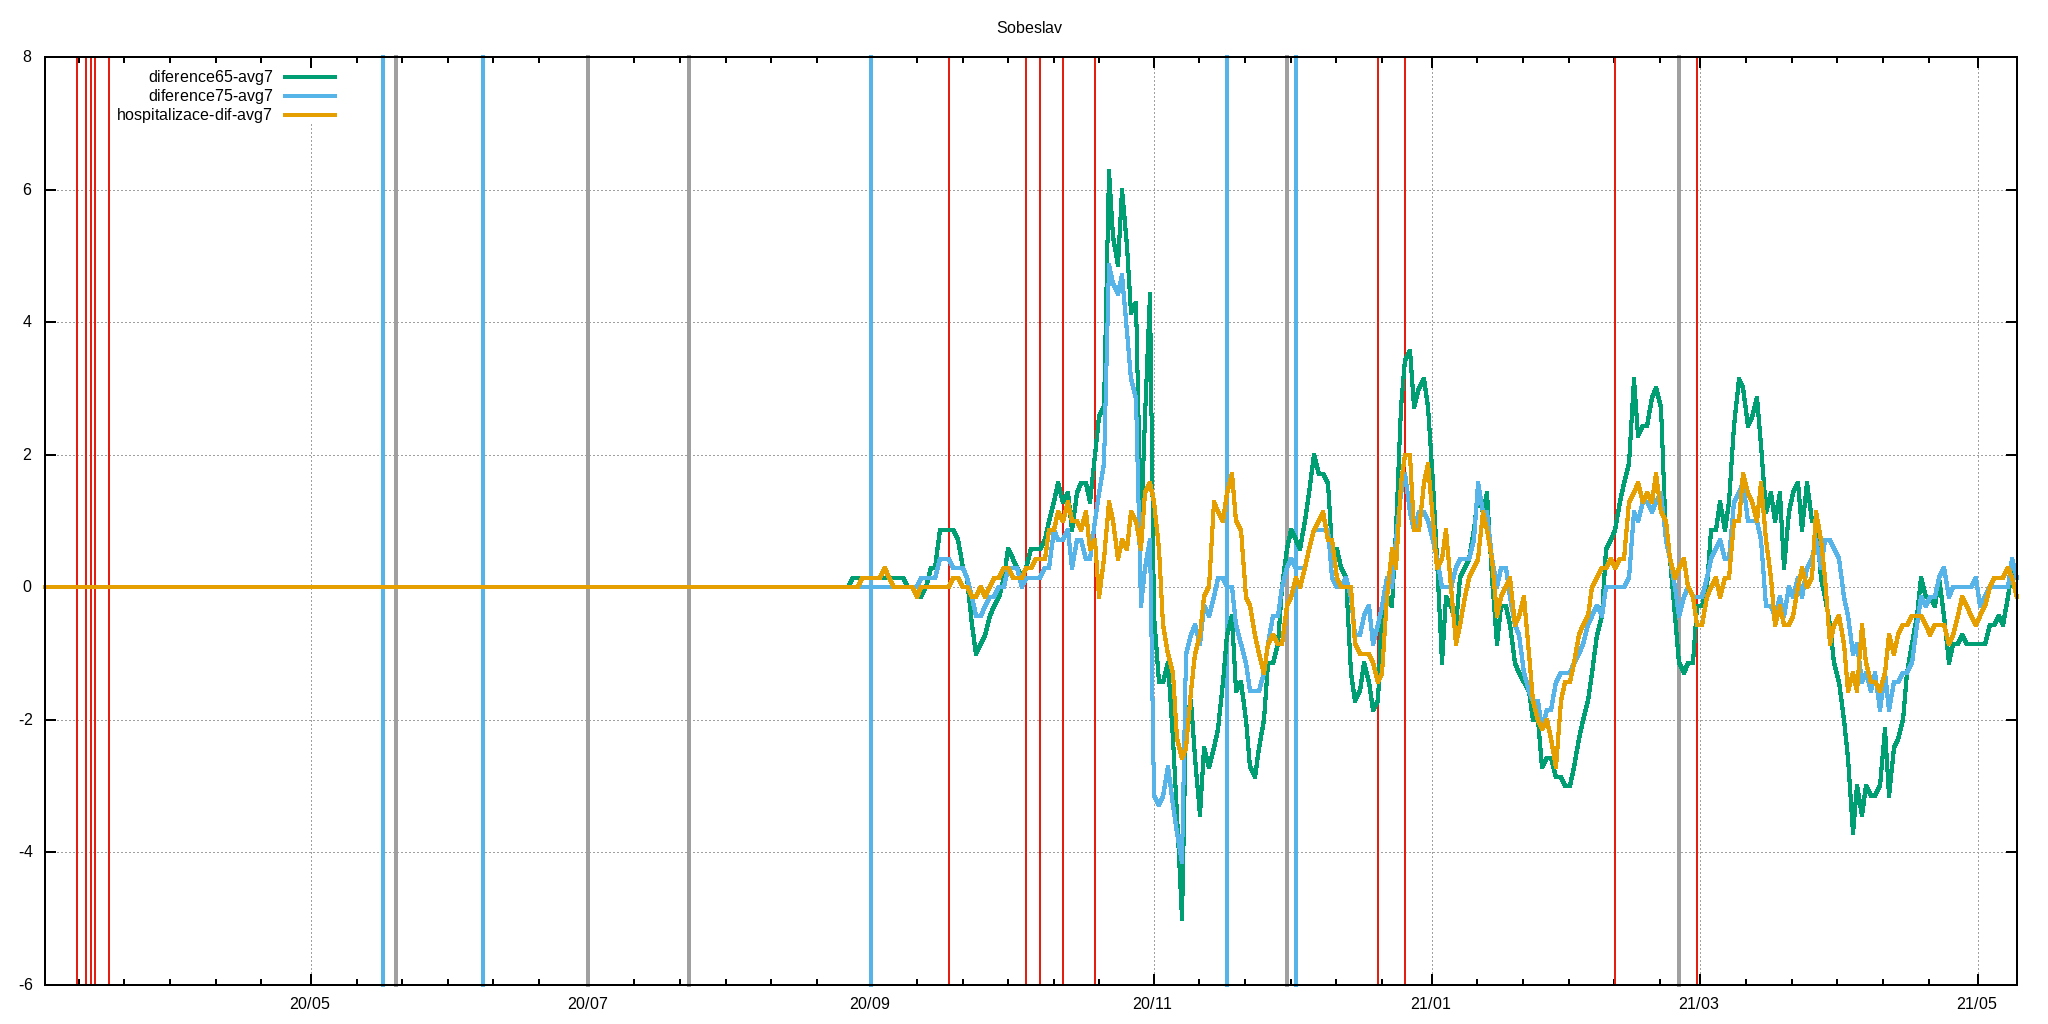 Sobeslav
8
diference65-avg7
diference75-avg7
hospitalizace-dif-avg7
6
4
2
0
-2
-4
-6
20/05 20/07 20/09 20/11 21/01 21/03 21/05